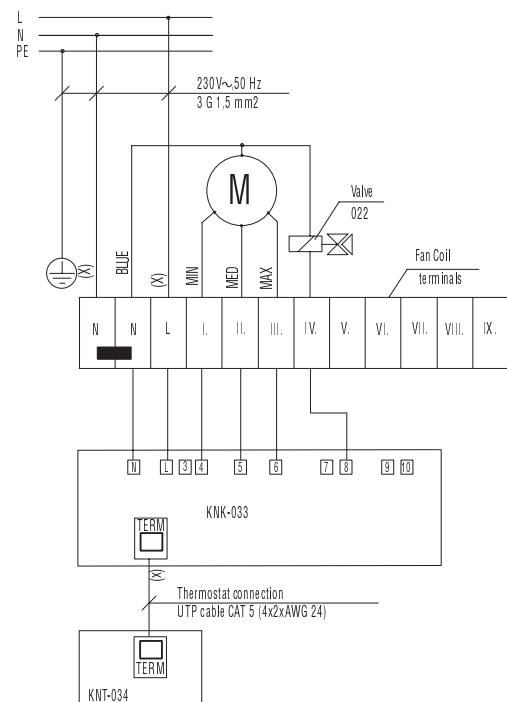 L
N
PE
230V~,50 Hz
3 G 1,5 mm2
M
Valve
022
Fan Coil
terminals
(X)
BLUE
(X)
MIN
MED
MAX
N N L I. II. III. IV. V. VI. VII. VIII. IX.
N L 3 4 5 6 7 8 9 10
KNK-033
TERM
(X)
Thermostat connection
UTP cable CAT 5 (4x2xAWG 24)
TERM
KNT-034